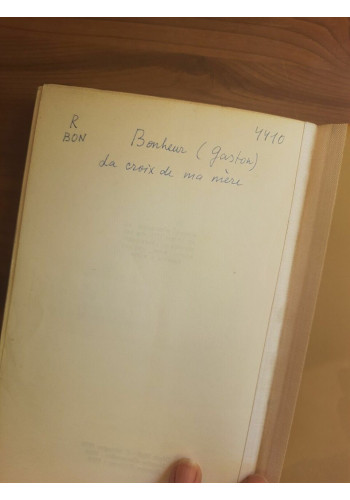 R
BON
Bonheur (Gaston)
4410
La croix de ma mère